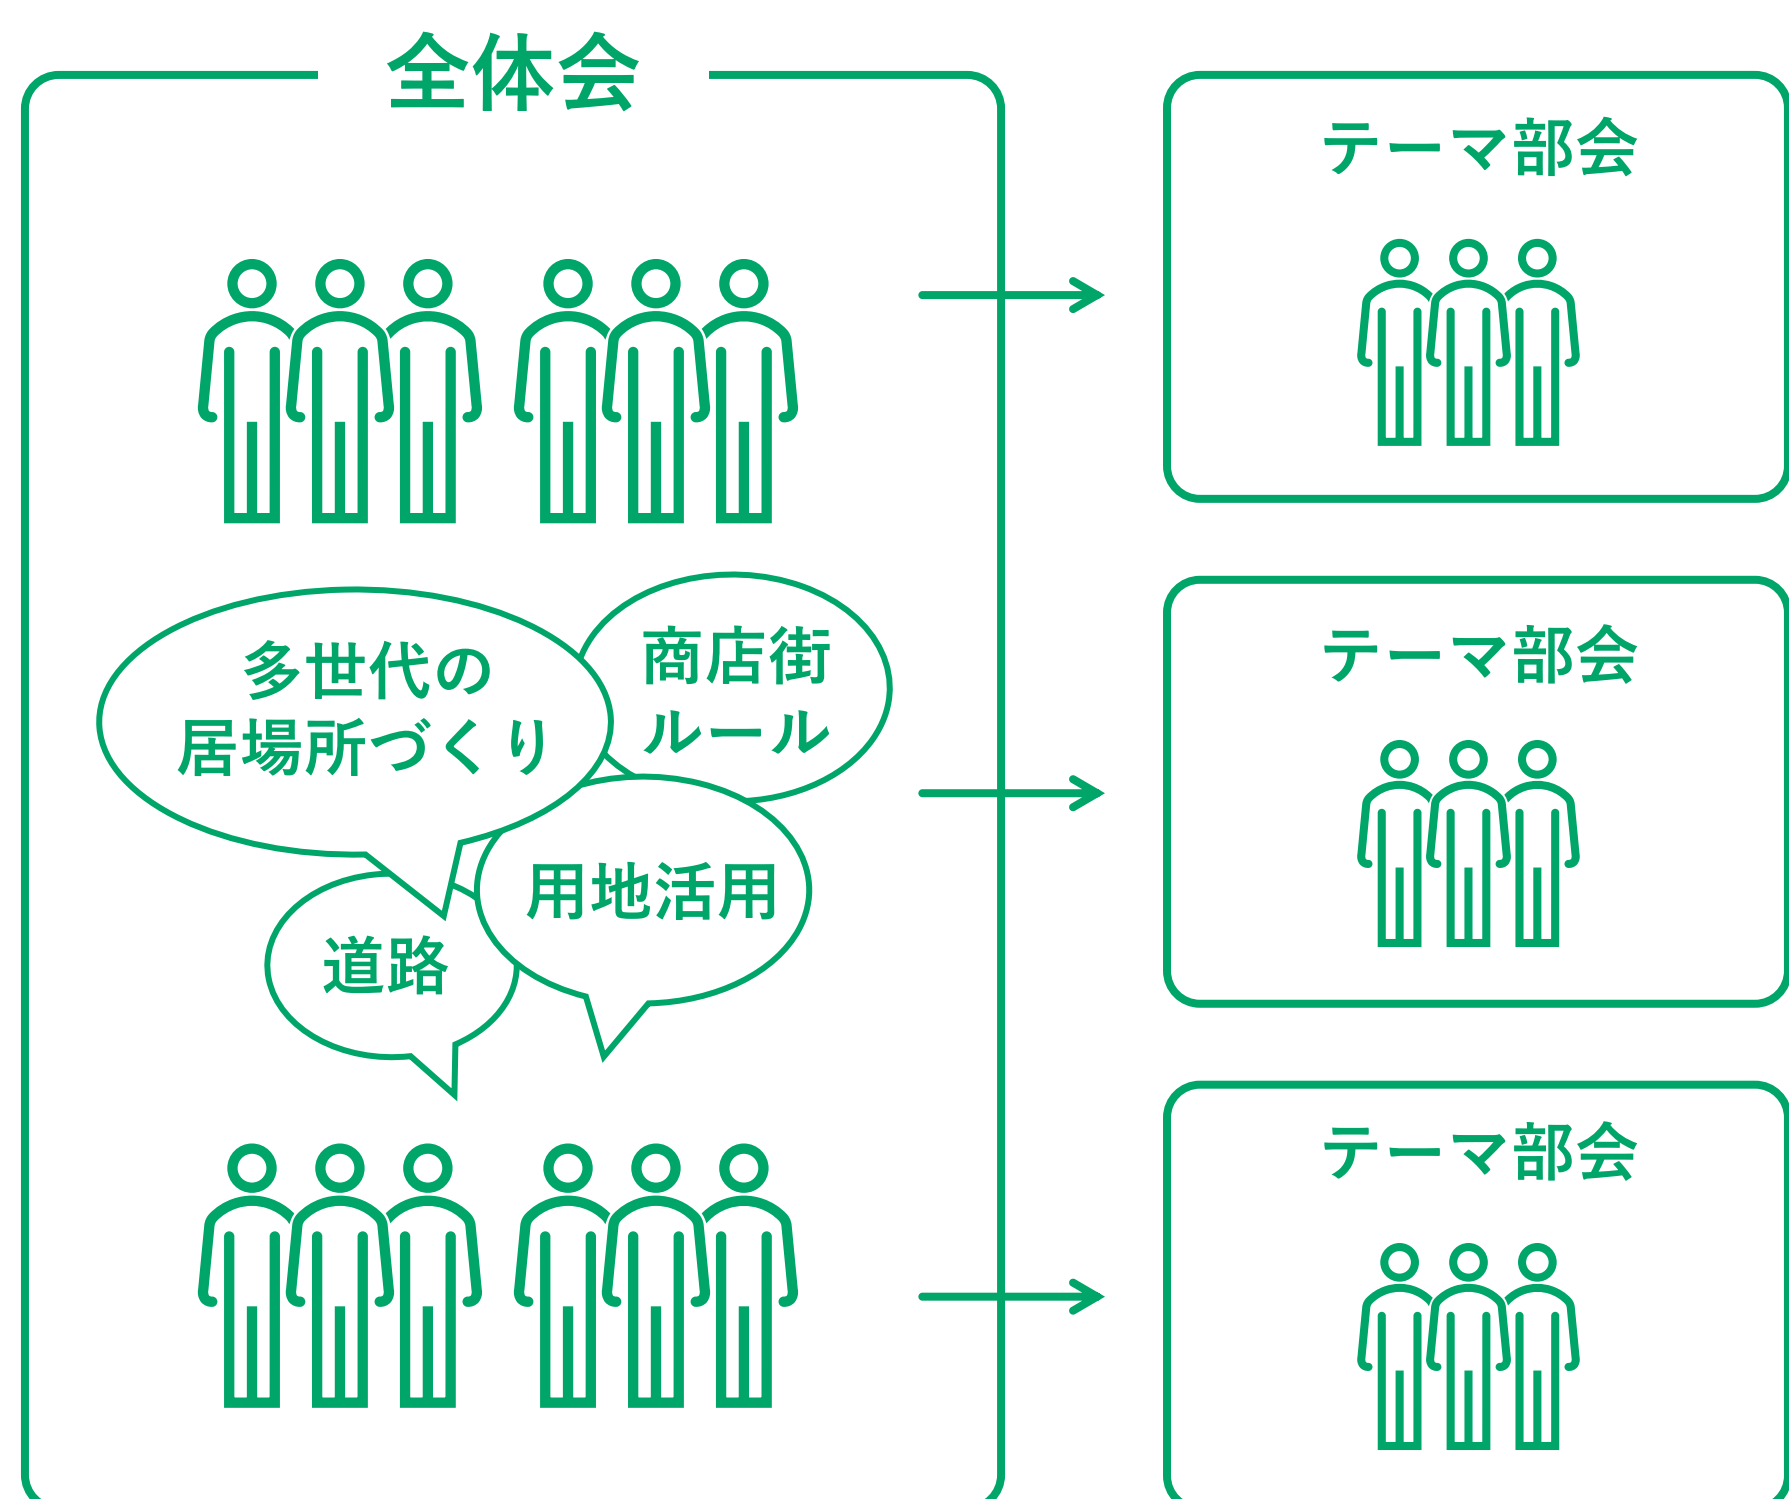 全体会
多世代の
居場所づくり
商店街
ルール
用地活用
道路
テーマ部会
テーマ部会
テーマ部会